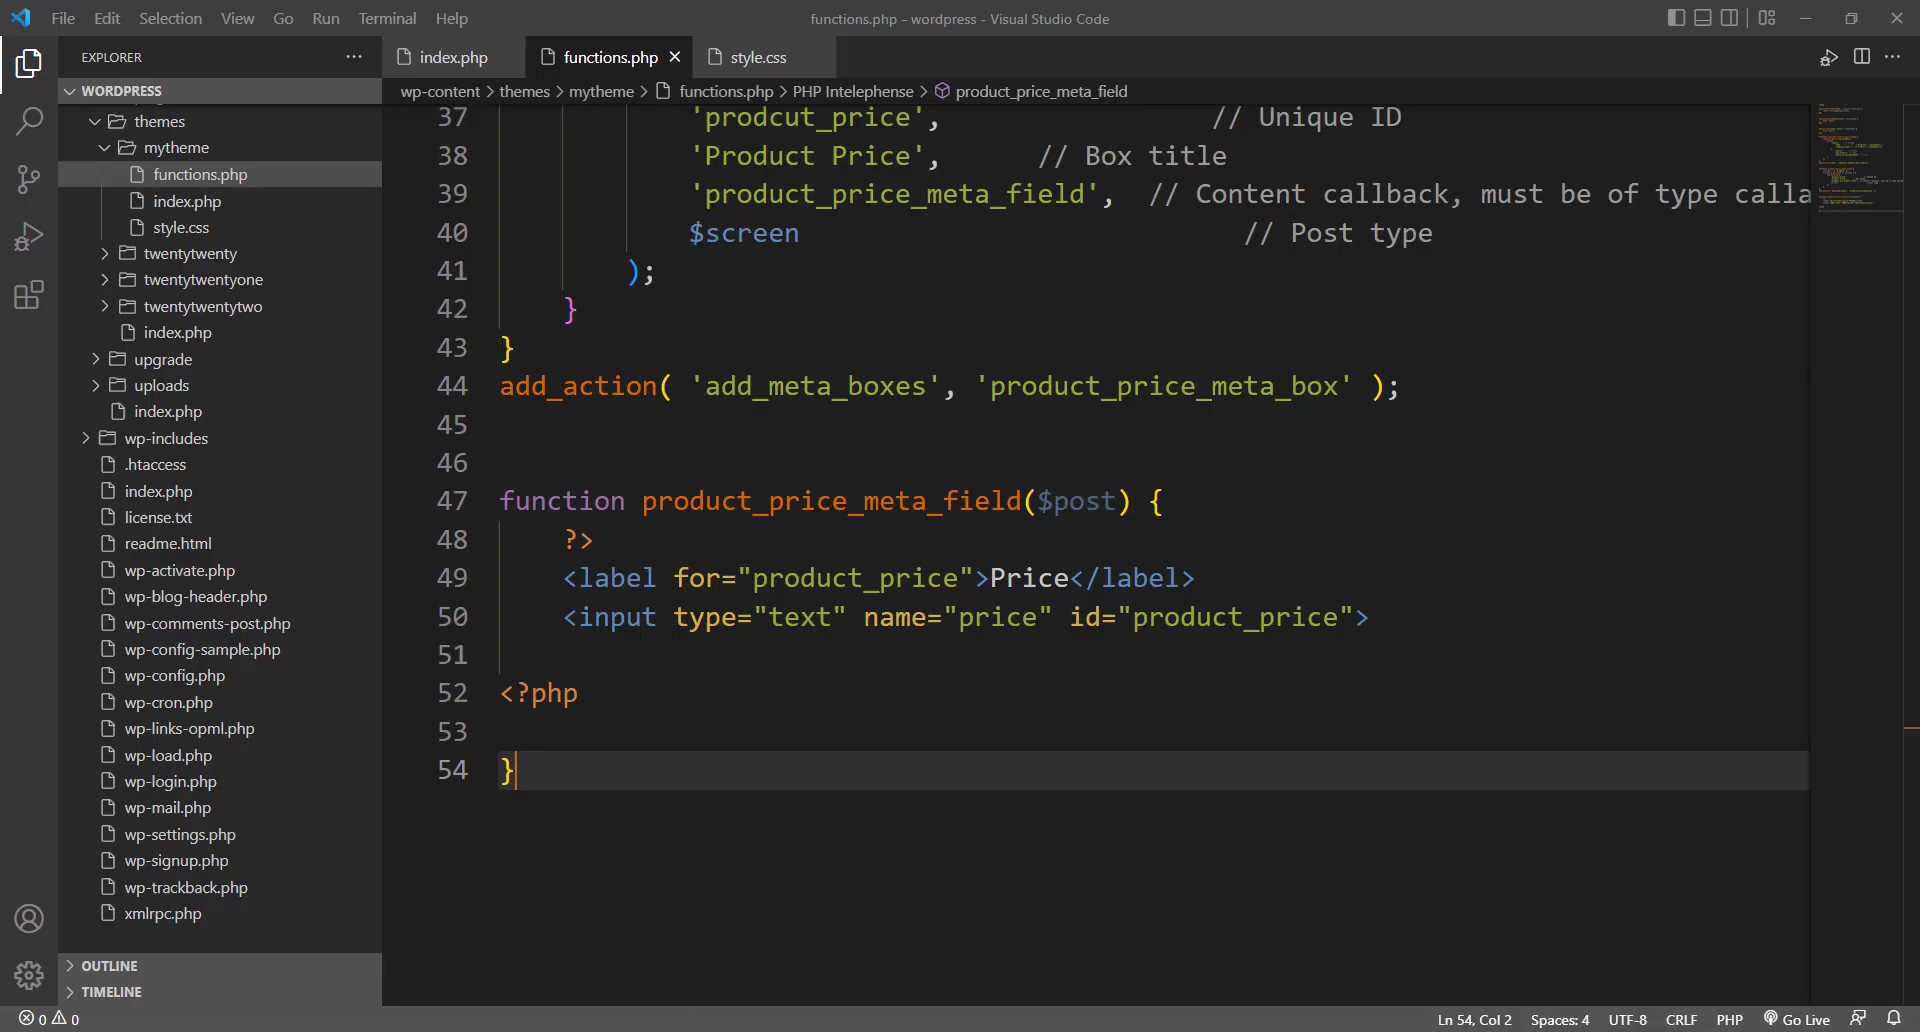 File Edit Selection View Go Run Terminal Help
functions.php - wordpress - Visual Studio Code
EXPLORER
index.php
functions.php
style.css
WORDPRESS
wp-content > themes > mytheme > functions.php > PHP Intelephense > product_price_meta_field
themes
mytheme
functions.php
index.php
style.css
twentytwenty
twentytwentyone
twentytwentytwo
index.php
upgrade
uploads
index.php
wp-includes
.htaccess
index.php
license.txt
readme.html
wp-activate.php
wp-blog-header.php
wp-comments-post.php
wp-config-sample.php
wp-config.php
wp-cron.php
wp-links-opml.php
wp-load.php
wp-login.php
wp-mail.php
wp-settings.php
wp-signup.php
wp-trackback.php
xmlrpc.php
OUTLINE
TIMELINE
37 'prodcut_price', // Unique ID
38 'Product Price', // Box title
39 'product_price_meta_field', // Content callback, must be of type calla
40 $screen // Post type
41 );
42 }
43 }
44 add_action( 'add_meta_boxes', 'product_price_meta_box' );
45
46
47 function product_price_meta_field($post) {
48 ?>
49 <label for="product_price">Price</label>
50 <input type="text" name="price" id="product_price">
51
52 <?php
53
54 }
0 0
Ln 54, Col 2 Spaces: 4 UTF-8 CRLF PHP Go Live